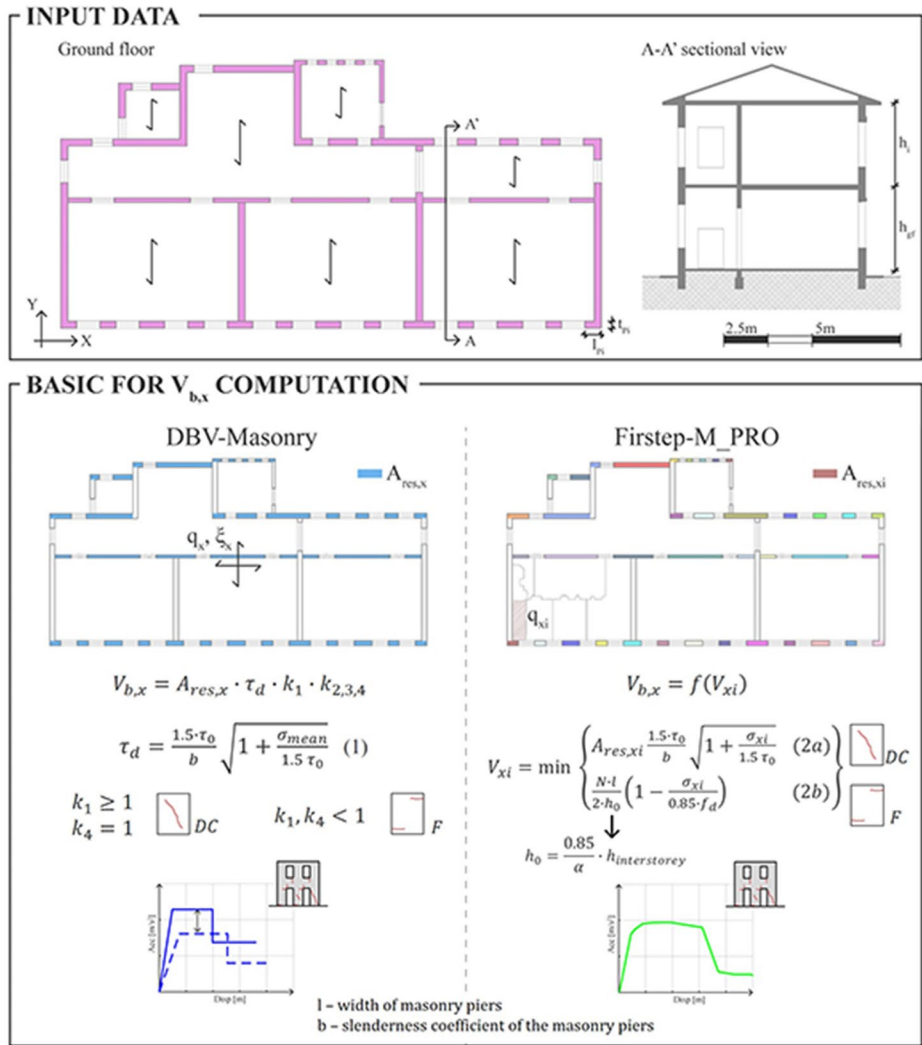 INPUT DATA
Ground floor
A-A' sectional view
A'
A
h_i
h_gf
Y
X
t_Pi
l_Pi
2.5m 5m
BASIC FOR V_b,x COMPUTATION
DBV-Masonry
Firstep-M_PRO
A_res,x
A_res,xi
q_x, ξ_x
q_xi
V_b,x = A_res,x · τ_d · k_1 · k_2,3,4
V_b,x = f(V_xi)
τ_d = 1.5·τ_0 / b √(1 + σ_mean / 1.5 τ_0) (1)
V_xi = min { A_res,xi 1.5·τ_0 / b √(1 + σ_xi / 1.5 τ_0) (2a)
N·l / 2·h_0 (1 − σ_xi / 0.85·f_d) (2b) }
DC
F
k_1 ≥ 1
k_4 = 1
DC
k_1, k_4 < 1
F
h_0 = 0.85 / α · h_interstorey
Acc [m/s²]
Disp [m]
Disp [m]
l – width of masonry piers
b – slenderness coefficient of the masonry piers